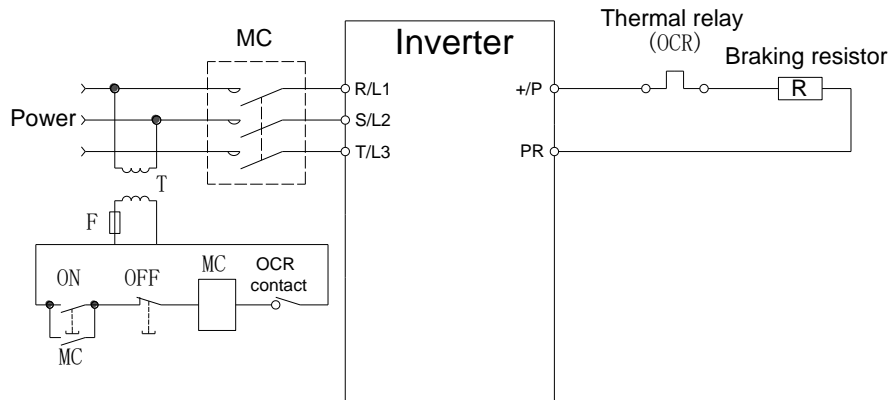 Thermal relay
(OCR)
MC
Inverter
Braking resistor
R/L1
+/P
R
Power
S/L2
T/L3
PR
T
F
ON
OFF
MC
OCR
contact
MC